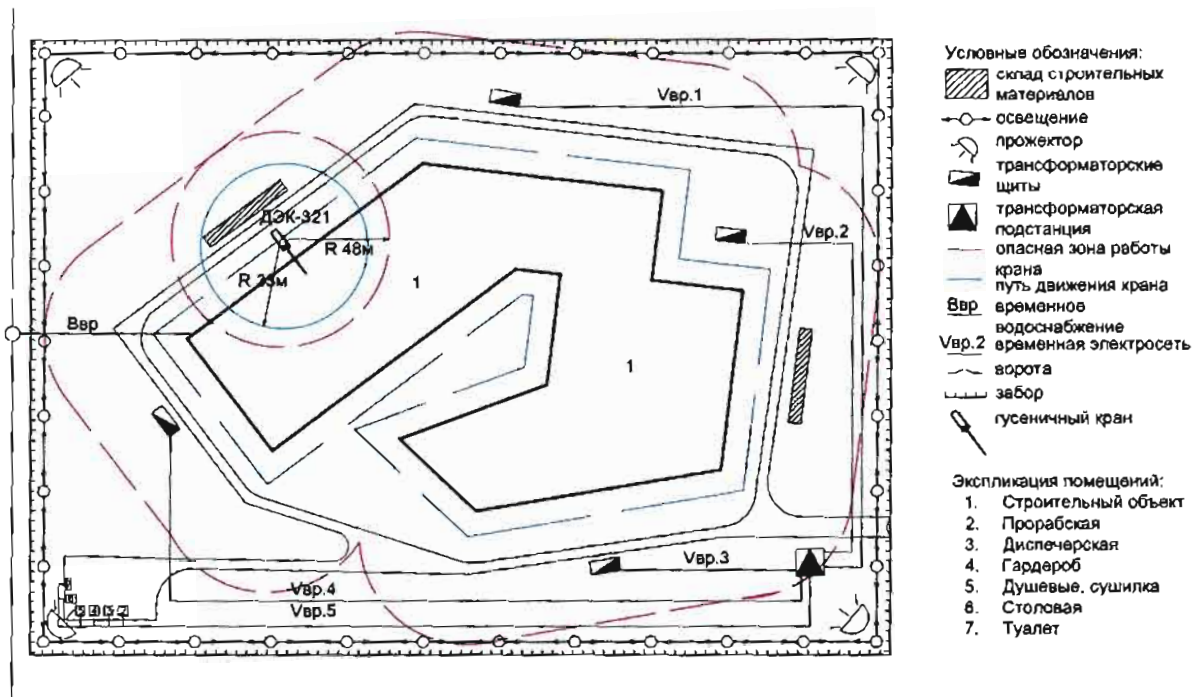 Vвр.1
ДЭК-321
R 48м
R 33м
Vвр.2
1
1
Ввр
Vвр.3
Vвр.4
Vвр.5
Условные обозначения:
склад строительных
материалов
освещение
прожектор
трансформаторские
щиты
трансформаторская
подстанция
опасная зона работы
крана
путь движения крана
Ввр временное
водоснабжение
Vвр.2 временная электросеть
ворота
забор
гусеничный кран
Экспликация помещений:
1. Строительный объект
2. Прорабская
3. Диспечерская
4. Гардероб
5. Душевые, сушилка
6. Столовая
7. Туалет